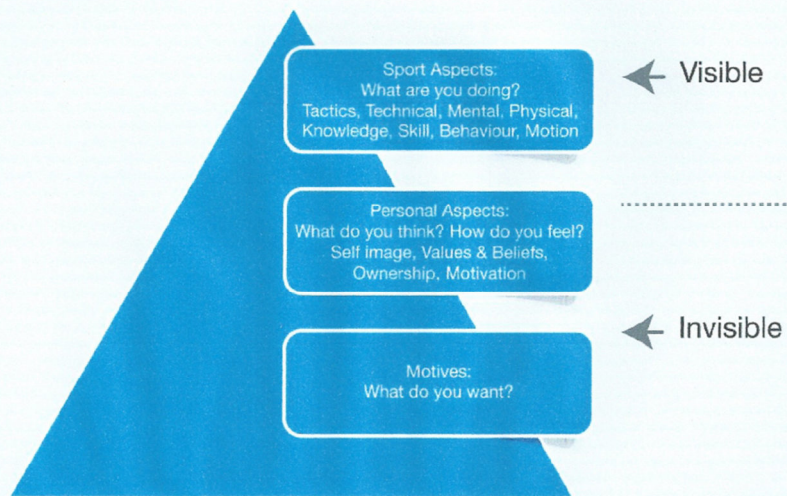 Sport Aspects:
What are you doing?
Tactics, Technical, Mental, Physical,
Knowledge, Skill, Behaviour, Motion
Visible
Personal Aspects:
What do you think? How do you feel?
Self image, Values & Beliefs,
Ownership, Motivation
Invisible
Motives:
What do you want?